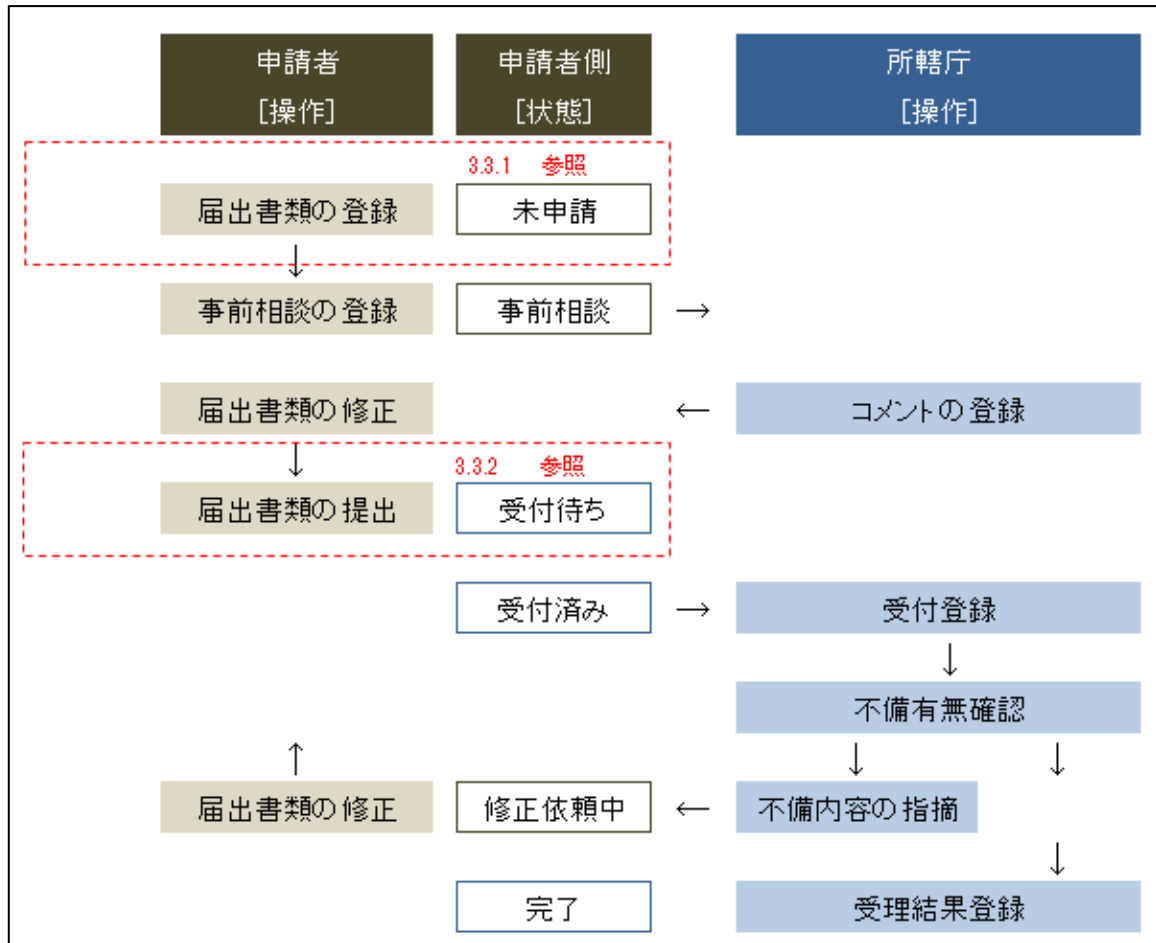 申請者
[操作]
申請者側
[状態]
所轄庁
[操作]
3.3.1 参照
届出書類の登録
未申請
↓
事前相談の登録
事前相談
→
届出書類の修正
←
コメントの登録
↓
3.3.2 参照
届出書類の提出
受付待ち
受付済み
→
受付登録
↓
不備有無確認
↑
↓
↓
届出書類の修正
修正依頼中
←
不備内容の指摘
↓
完了
受理結果登録